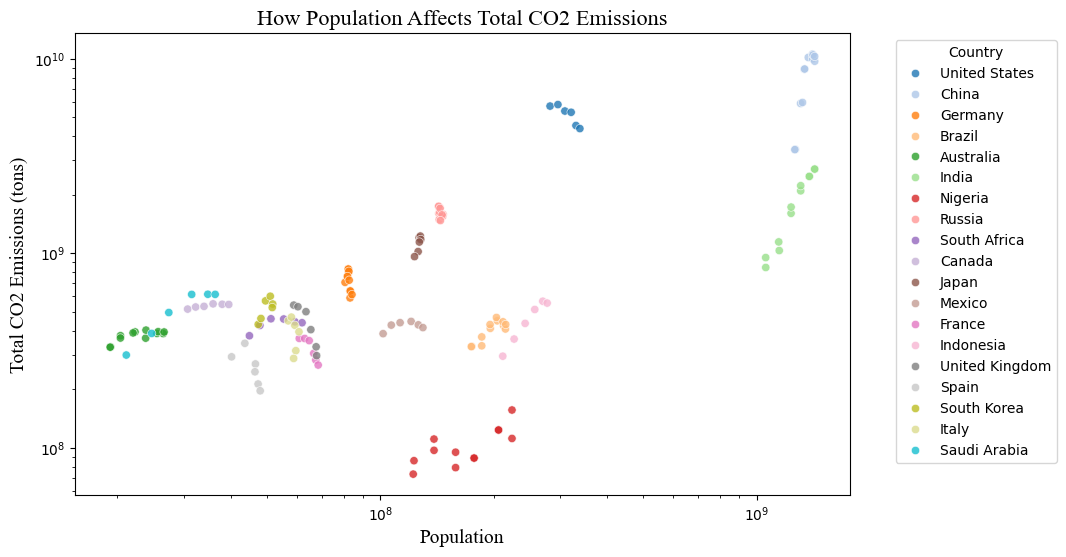 How Population Affects Total CO2 Emissions
Total CO2 Emissions (tons)
10^10
10^9
10^8
10^8
10^9
Population
Country
United States
China
Germany
Brazil
Australia
India
Nigeria
Russia
South Africa
Canada
Japan
Mexico
France
Indonesia
United Kingdom
Spain
South Korea
Italy
Saudi Arabia